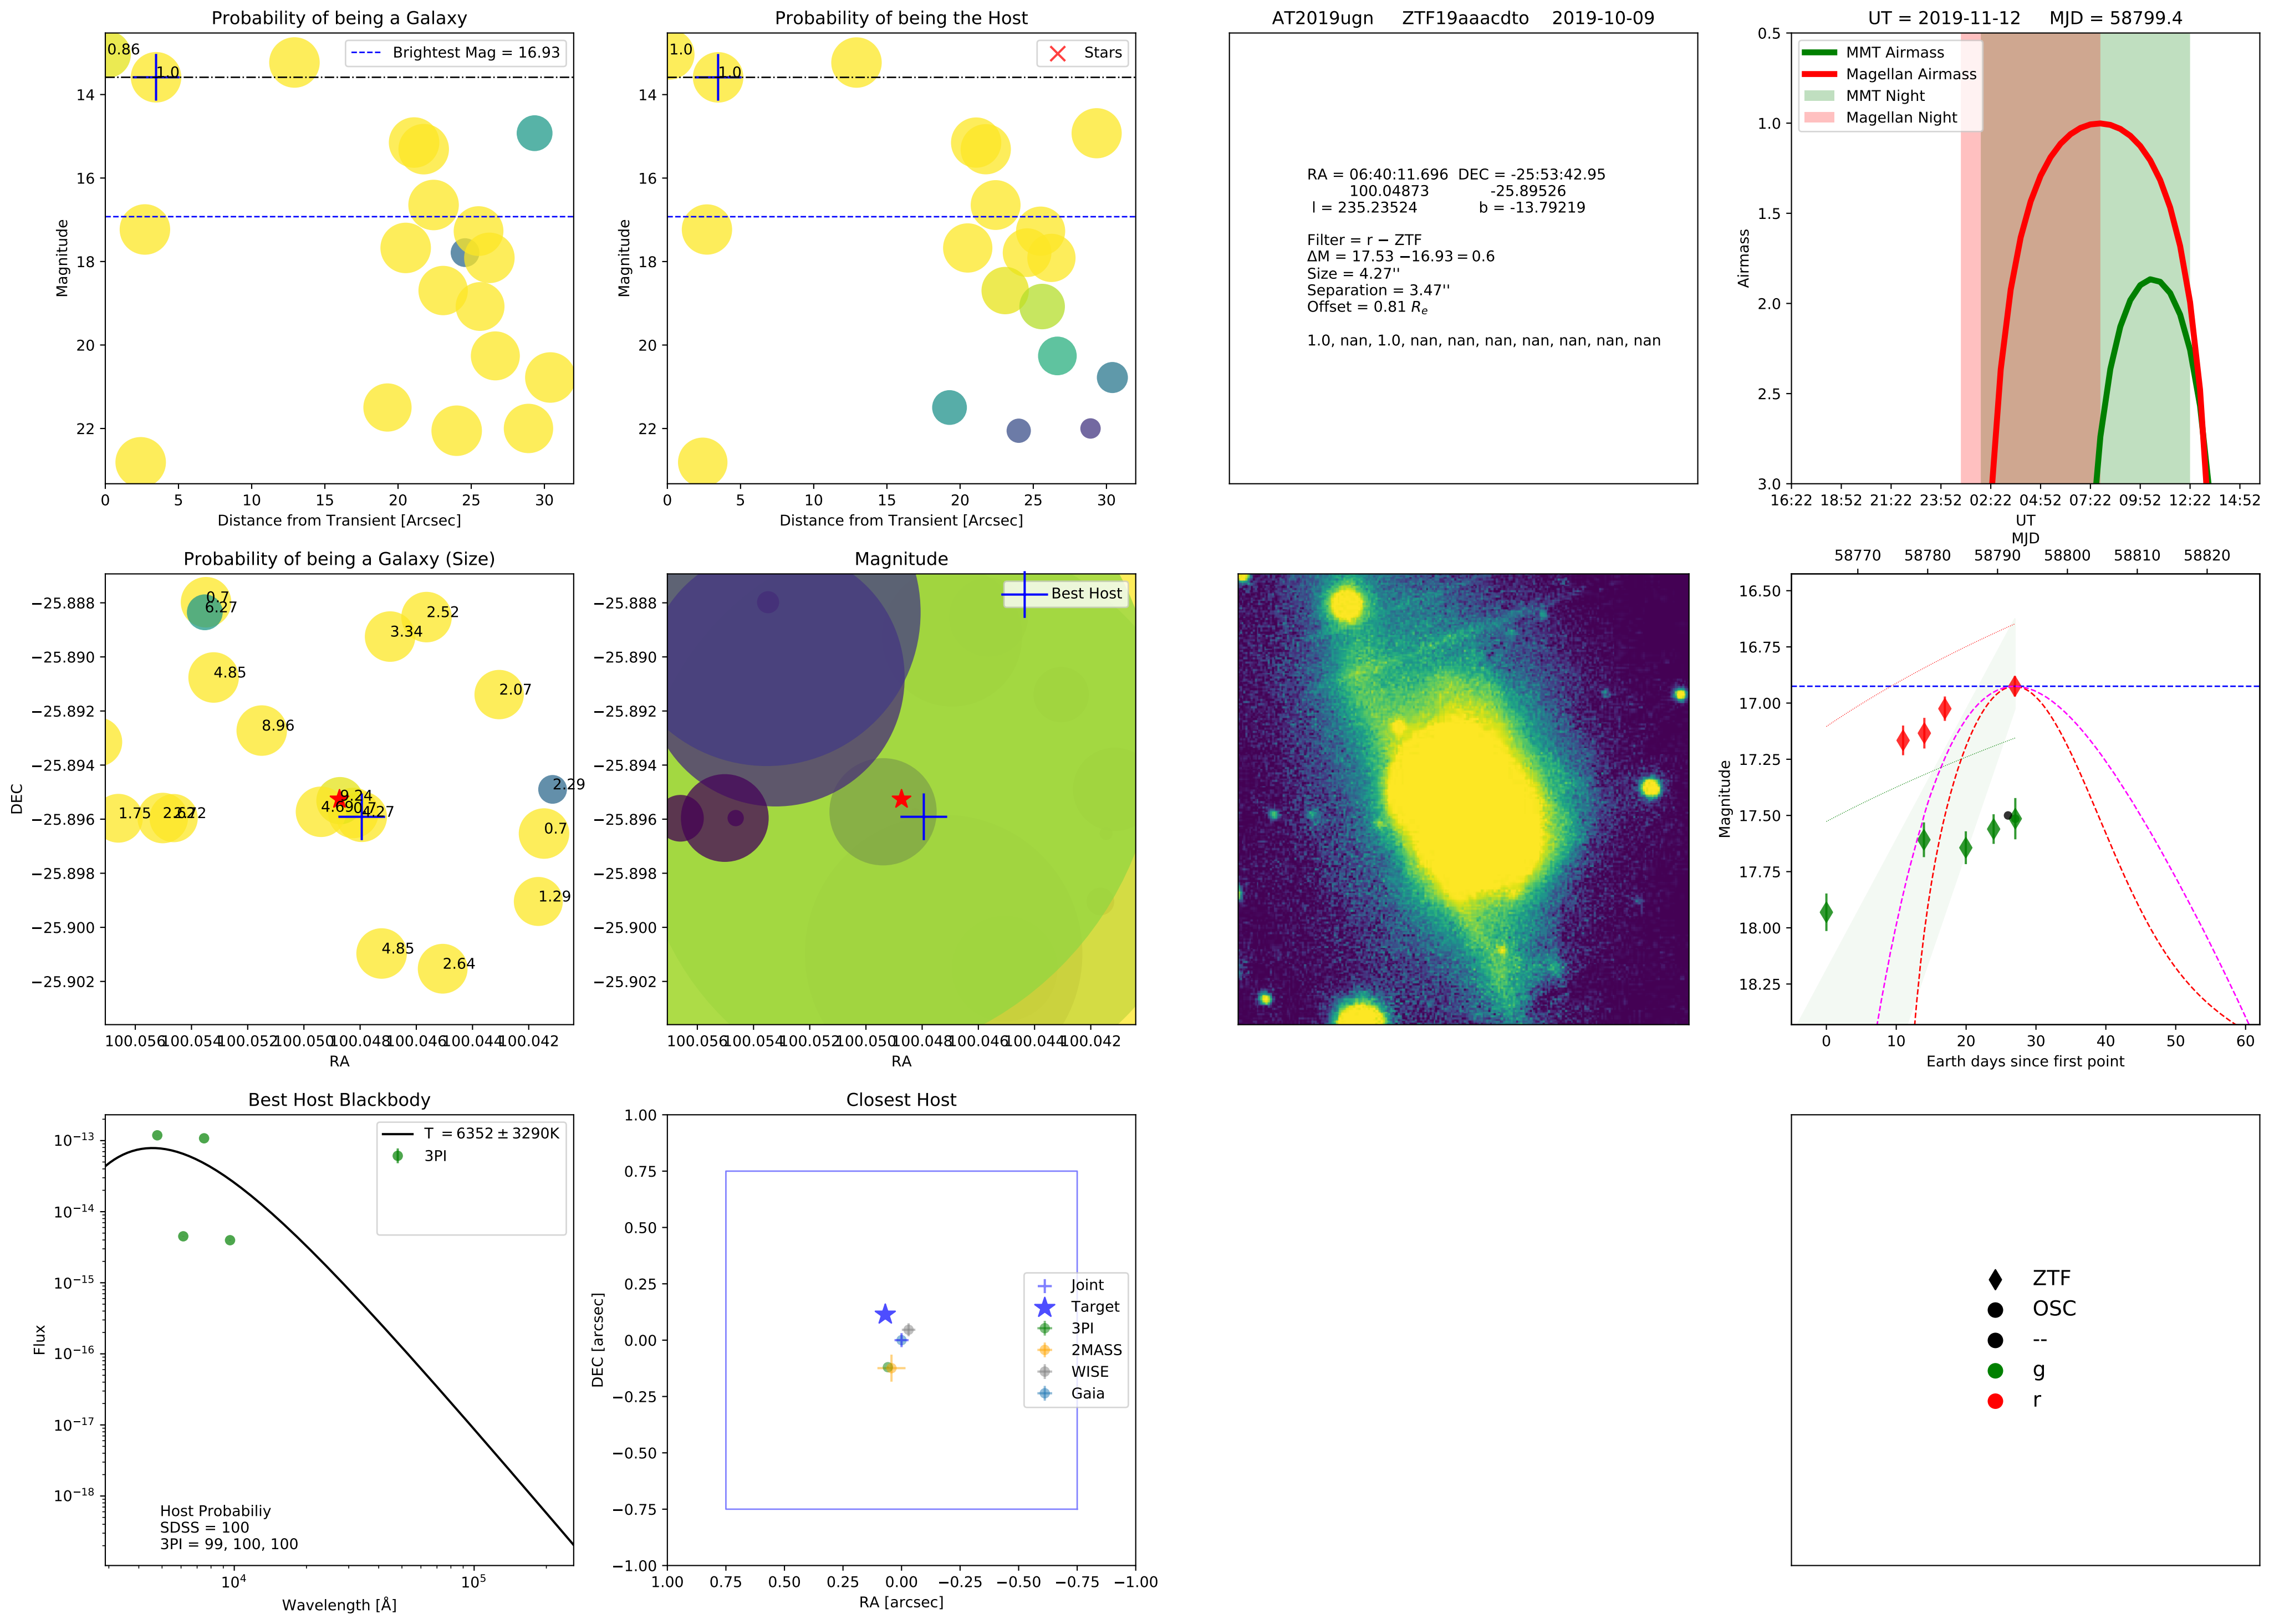 Probability of being a Galaxy
0.86
1.0
Brightest Mag = 16.93
14
16
18
20
22
Magnitude
0 5 10 15 20 25 30
Distance from Transient [Arcsec]
Probability of being the Host
1.0
1.0
Stars
14
16
18
20
22
Magnitude
0 5 10 15 20 25 30
Distance from Transient [Arcsec]
AT2019ugn ZTF19aaacdto 2019-10-09
RA = 06:40:11.696 DEC = -25:53:42.95
100.04873 -25.89526
l = 235.23524 b = -13.79219
Filter = r − ZTF
ΔM = 17.53 −16.93 = 0.6
Size = 4.27''
Separation = 3.47''
Offset = 0.81 Re
1.0, nan, 1.0, nan, nan, nan, nan, nan, nan, nan
UT = 2019-11-12 MJD = 58799.4
MMT Airmass
Magellan Airmass
MMT Night
Magellan Night
0.5
1.0
1.5
2.0
2.5
3.0
Airmass
16:22 18:52 21:22 23:52 02:22 04:52 07:22 09:52 12:22 14:52
UT
Probability of being a Galaxy (Size)
0.7
6.27
2.52
3.34
4.85
2.07
8.96
2.29
9.24
4.69
0.7
4.27
1.75
2.62
0.7
1.29
4.85
2.64
−25.888
−25.890
−25.892
−25.894
−25.896
−25.898
−25.900
−25.902
DEC
100.056 100.054 100.052 100.050 100.048 100.046 100.044 100.042
RA
Magnitude
Best Host
−25.888
−25.890
−25.892
−25.894
−25.896
−25.898
−25.900
−25.902
100.056 100.054 100.052 100.050 100.048 100.046 100.044 100.042
RA
MJD
58770 58780 58790 58800 58810 58820
16.50
16.75
17.00
17.25
17.50
17.75
18.00
18.25
Magnitude
0 10 20 30 40 50 60
Earth days since first point
Best Host Blackbody
T = 6352 ± 3290K
3PI
10−13
10−14
10−15
10−16
10−17
10−18
Flux
Host Probabiliy
SDSS = 100
3PI = 99, 100, 100
104 105
Wavelength [Å]
Closest Host
1.00
0.75
0.50
0.25
0.00
−0.25
−0.50
−0.75
−1.00
DEC [arcsec]
Joint
Target
3PI
2MASS
WISE
Gaia
1.00 0.75 0.50 0.25 0.00 −0.25 −0.50 −0.75 −1.00
RA [arcsec]
ZTF
OSC
--
g
r